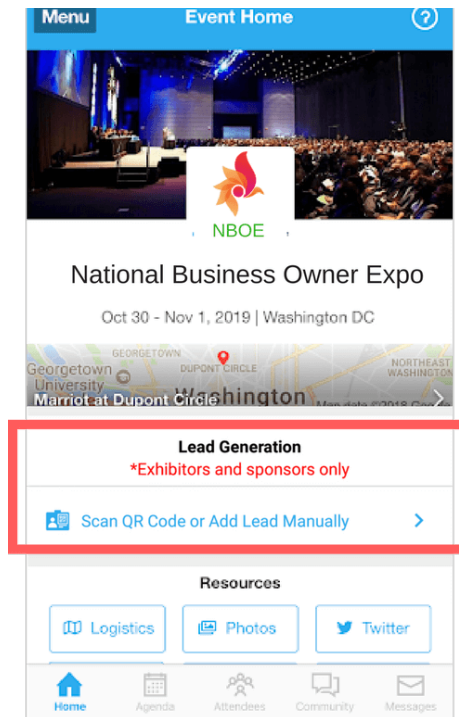 Menu
Event Home
?
NBOE
National Business Owner Expo
Oct 30 - Nov 1, 2019 | Washington DC
GEORGETOWN
DUPONT CIRCLE
NORTHEAST
WASHINGTON
Georgetown
University
Washington
Marriot at Dupont Circle
Map data ©2018 Google
Lead Generation
*Exhibitors and sponsors only
Scan QR Code or Add Lead Manually
Resources
Logistics
Photos
Twitter
Home
Agenda
Attendees
Community
Messages